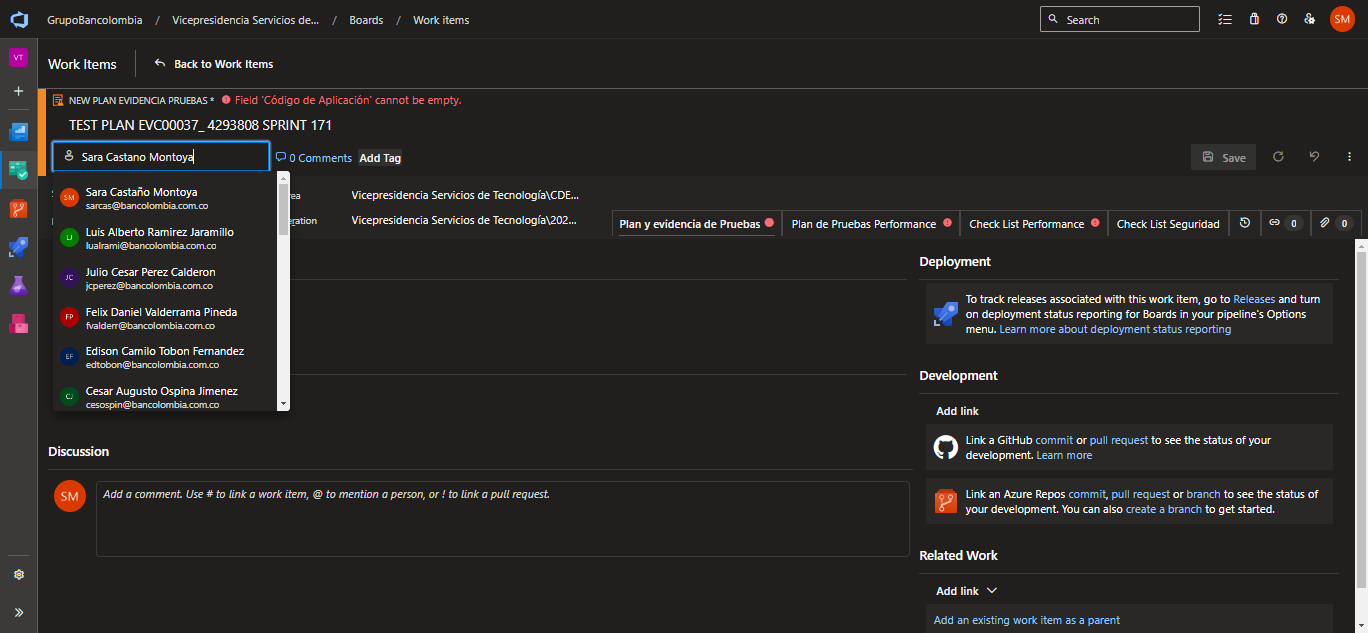 GrupoBancolombia / Vicepresidencia Servicios de... / Boards / Work items
Search
SM
VT
Work Items
Back to Work Items
NEW PLAN EVIDENCIA PRUEBAS * Field 'Código de Aplicación' cannot be empty.
TEST PLAN EVC00037_ 4293808 SPRINT 171
Sara Castano Montoya
0 Comments
Add Tag
Save
SM
Sara Castaño Montoya
sarcas@bancolombia.com.co
LJ
Luis Alberto Ramirez Jaramillo
lualrami@bancolombia.com.co
JC
Julio Cesar Perez Calderon
jcperez@bancolombia.com.co
FP
Felix Daniel Valderrama Pineda
fvalderr@bancolombia.com.co
EF
Edison Camilo Tobon Fernandez
edtobon@bancolombia.com.co
CJ
Cesar Augusto Ospina Jimenez
cesospin@bancolombia.com.co
rea Vicepresidencia Servicios de Tecnología\CDE...
eration Vicepresidencia Servicios de Tecnología\202...
Plan y evidencia de Pruebas
Plan de Pruebas Performance
Check List Performance
Check List Seguridad
0
0
Deployment
To track releases associated with this work item, go to Releases and turn
on deployment status reporting for Boards in your pipeline's Options
menu. Learn more about deployment status reporting
Development
Add link
Link a GitHub commit or pull request to see the status of your
development. Learn more
Link an Azure Repos commit, pull request or branch to see the status of
your development. You can also create a branch to get started.
Related Work
Add link
Add an existing work item as a parent
Discussion
SM
Add a comment. Use # to link a work item, @ to mention a person, or ! to link a pull request.